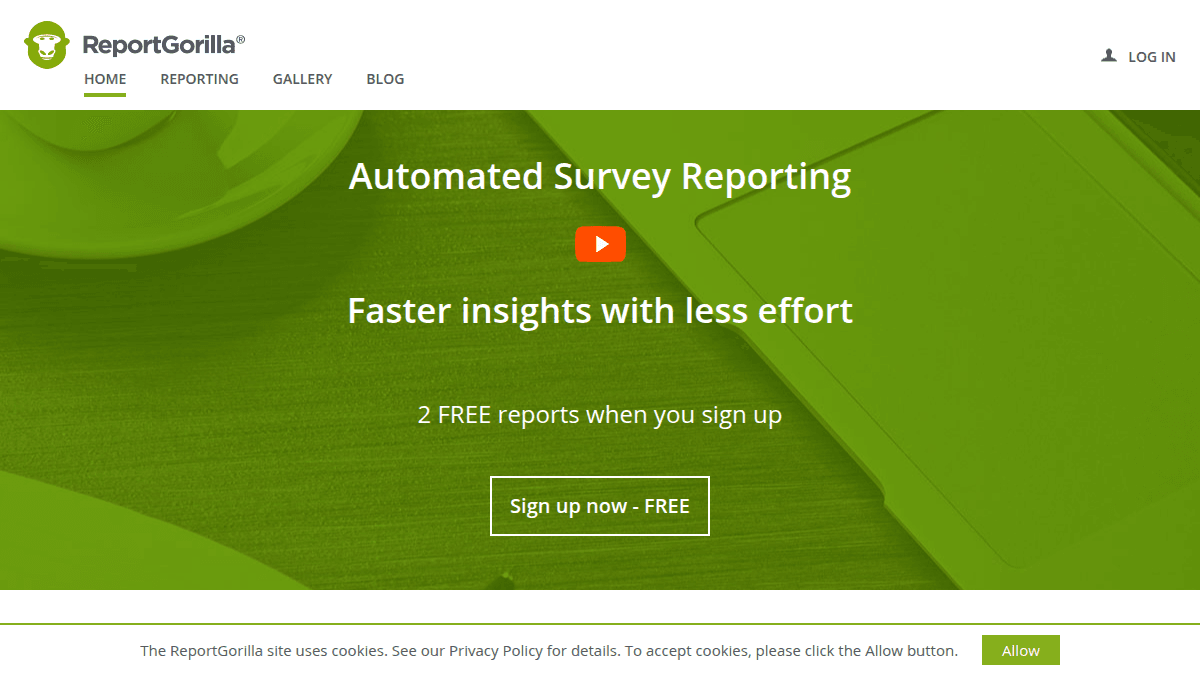 ReportGorilla®
LOG IN
HOME REPORTING GALLERY BLOG
Automated Survey Reporting
Faster insights with less effort
2 FREE reports when you sign up
Sign up now - FREE
The ReportGorilla site uses cookies. See our Privacy Policy for details. To accept cookies, please click the Allow button. Allow